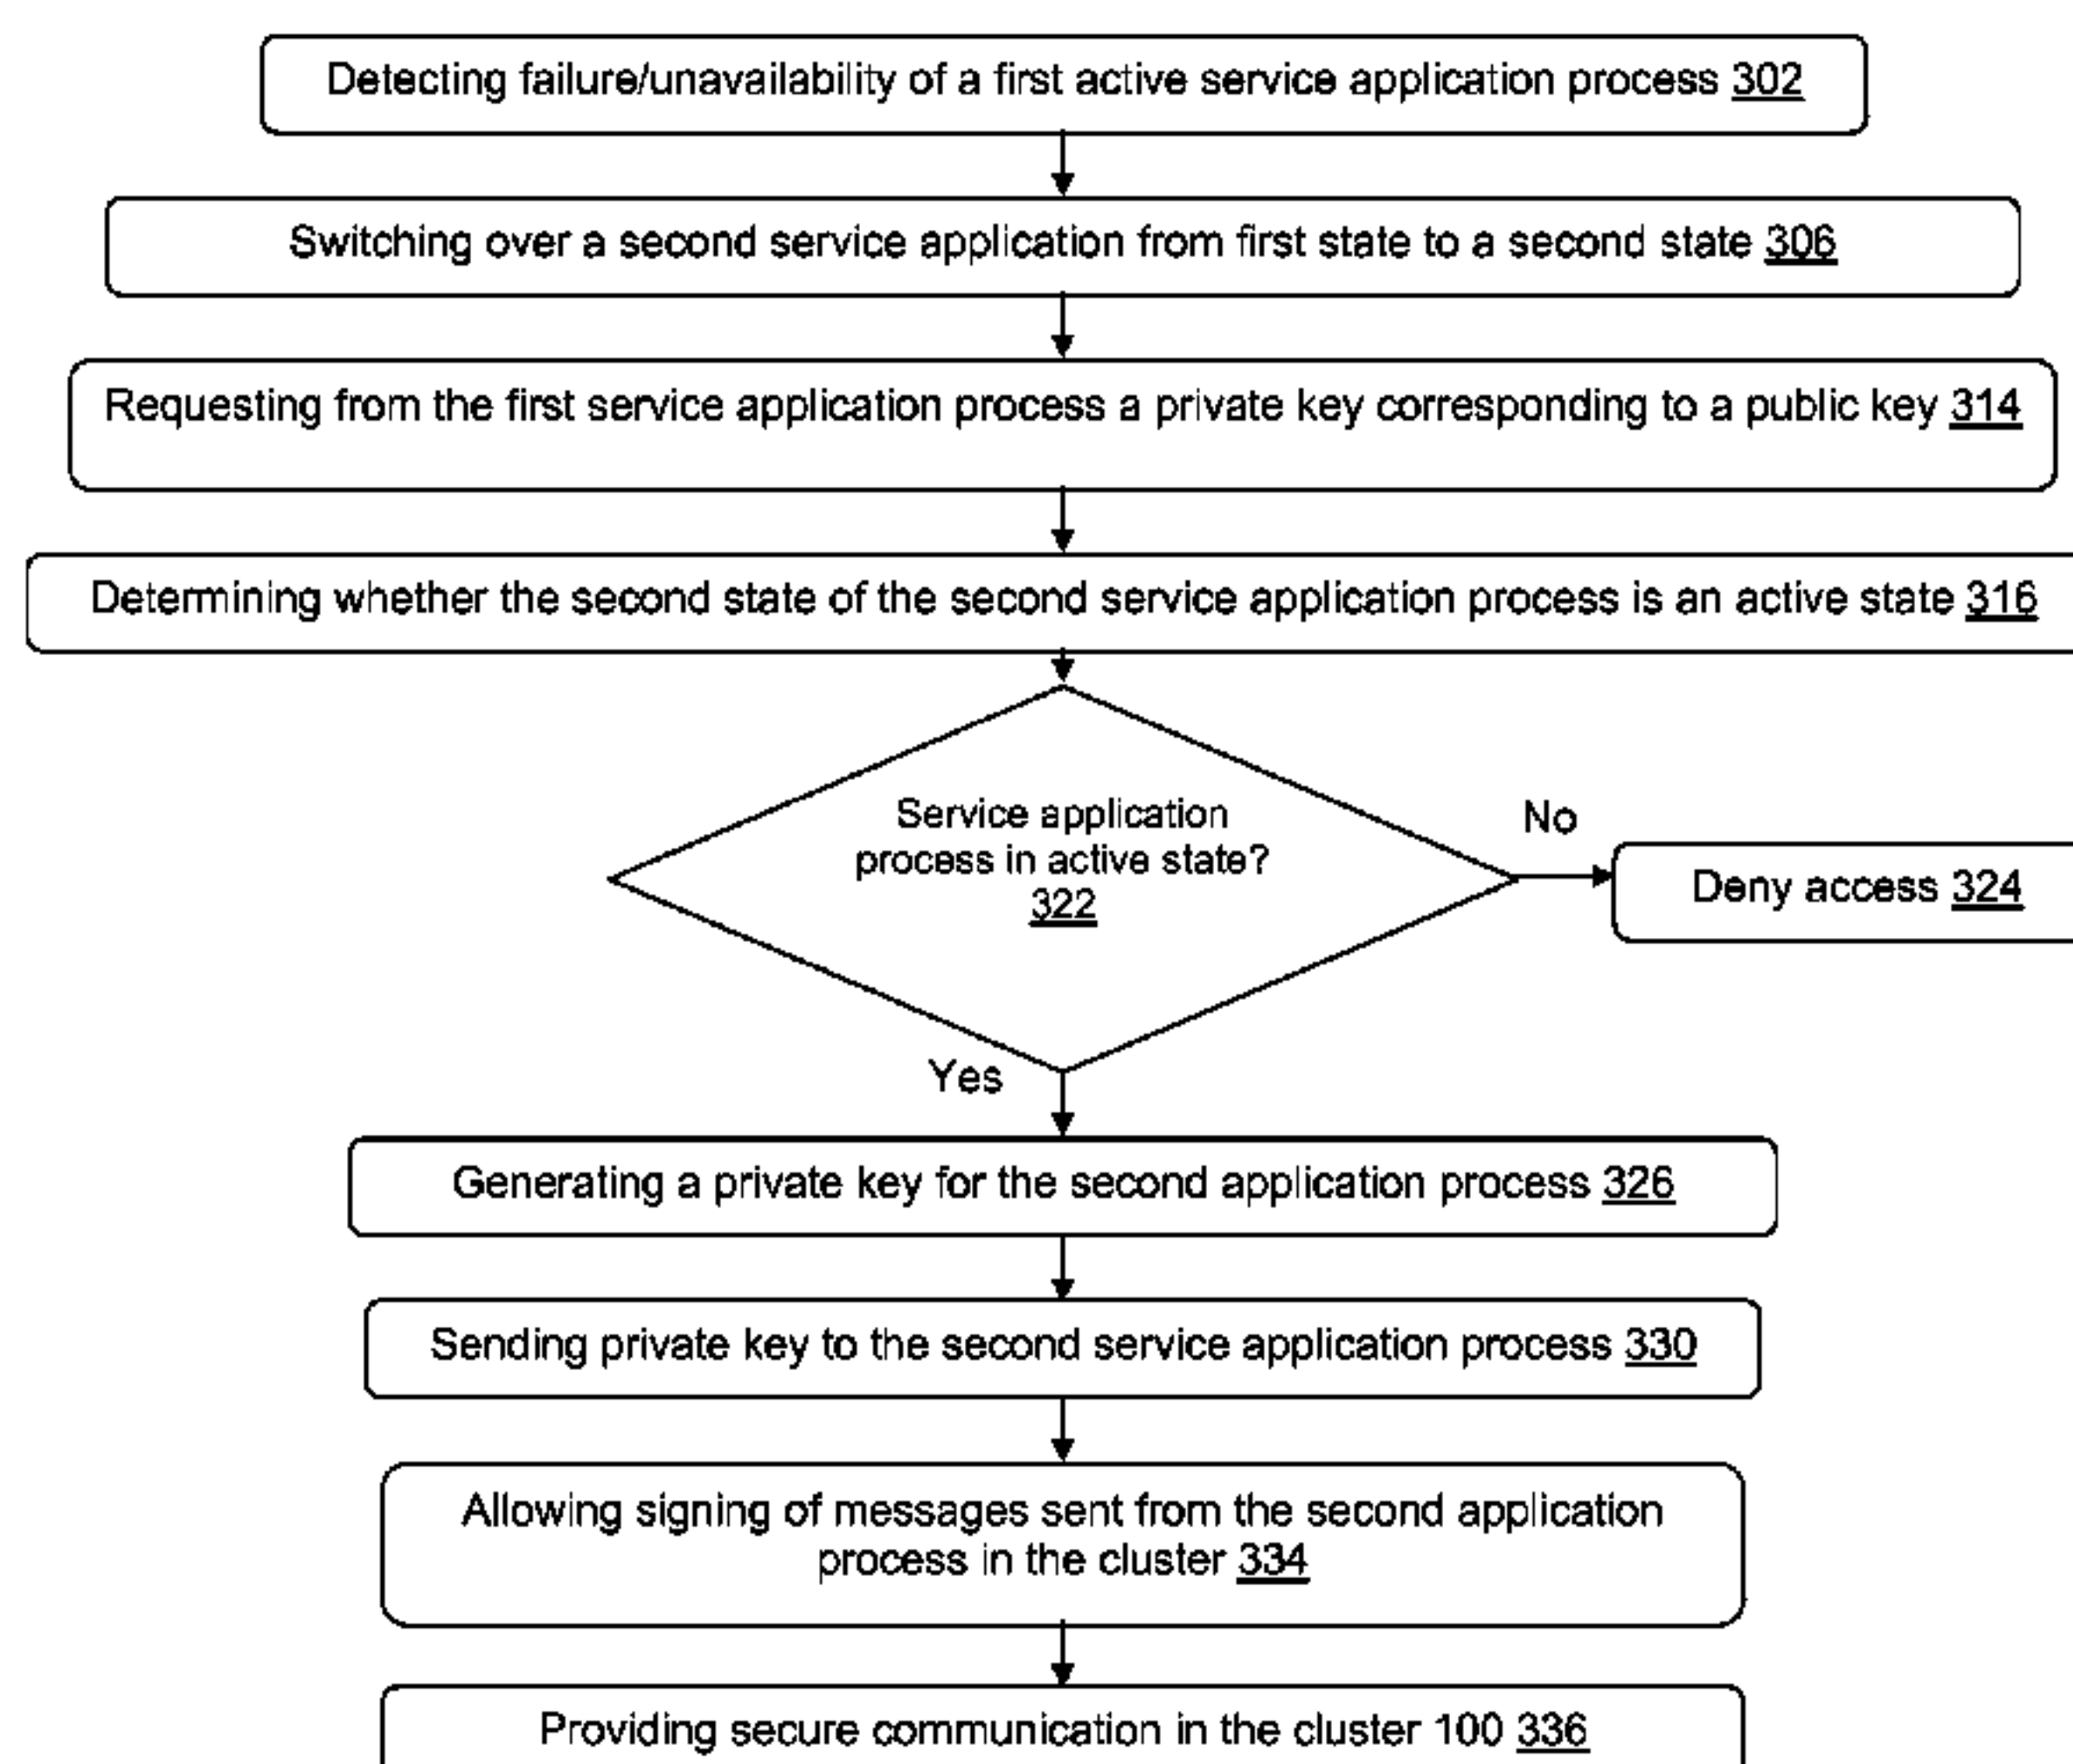 Detecting failure/unavailability of a first active service application process 302
Switching over a second service application from first state to a second state 306
Requesting from the first service application process a private key corresponding to a public key 314
Determining whether the second state of the second service application process is an active state 316
Service application
process in active state?
322
No
Deny access 324
Yes
Generating a private key for the second application process 326
Sending private key to the second service application process 330
Allowing signing of messages sent from the second application
process in the cluster 334
Providing secure communication in the cluster 100 336